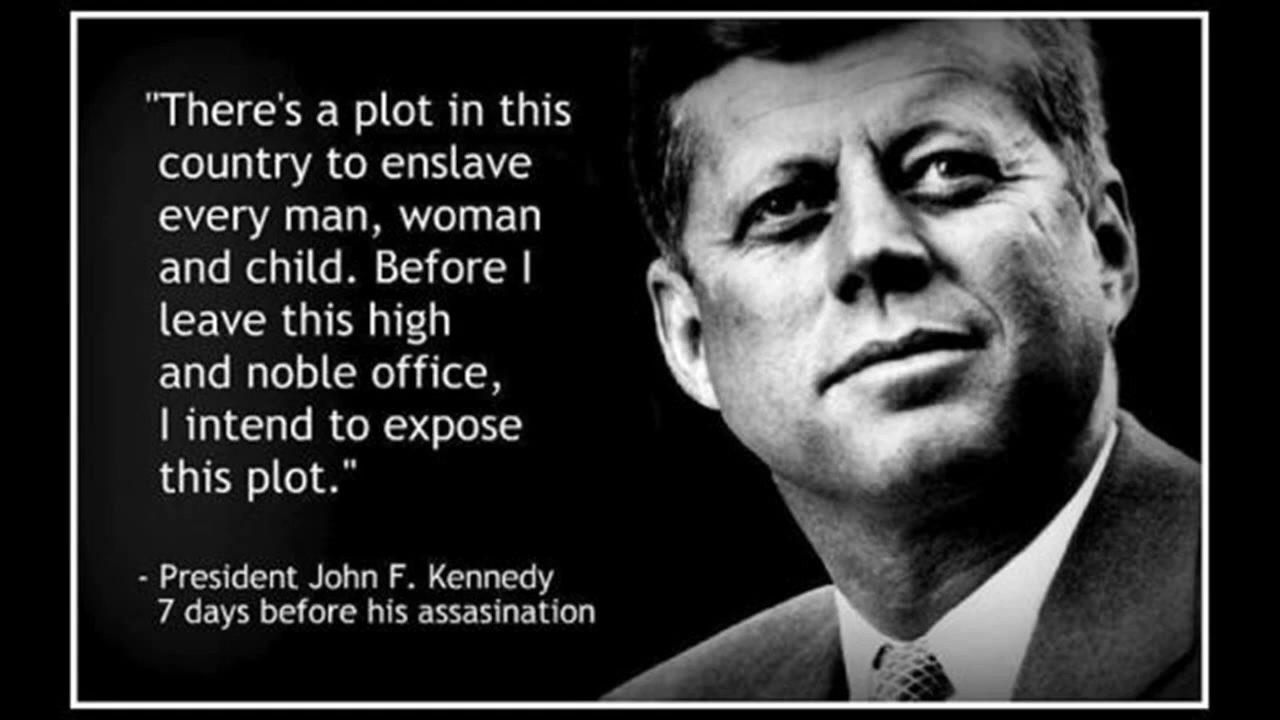 "There's a plot in this
country to enslave
every man, woman
and child. Before I
leave this high
and noble office,
I intend to expose
this plot."
- President John F. Kennedy
7 days before his assasination